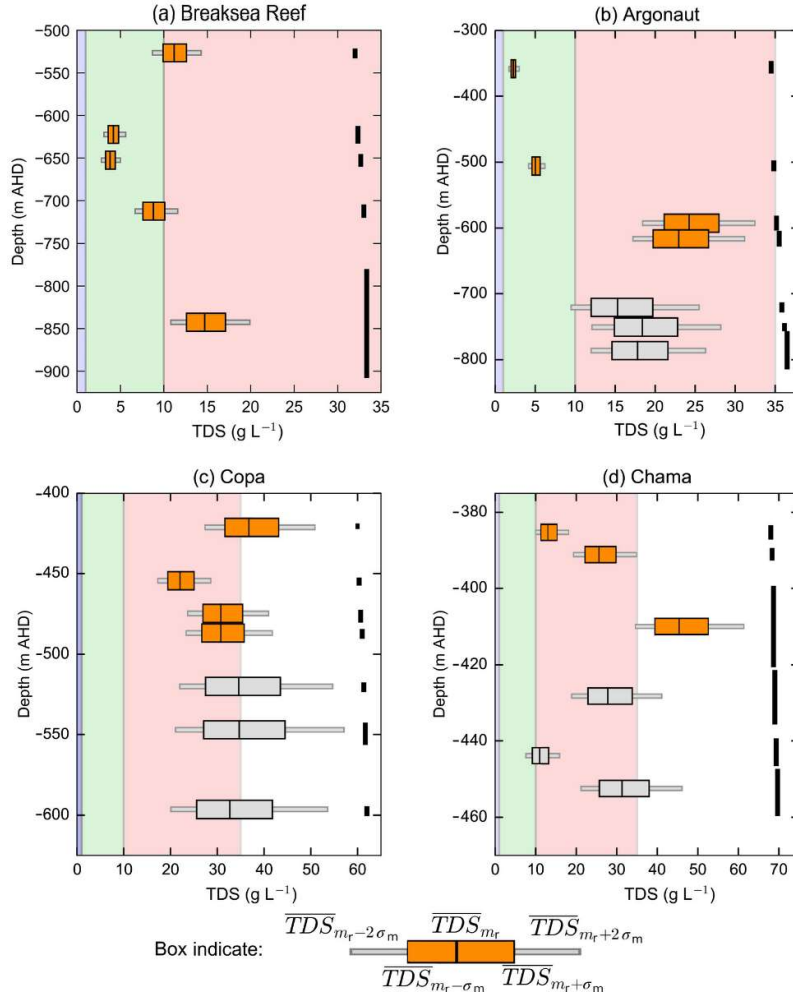 (a) Breaksea Reef
−500
−550
−600
−650
−700
−750
−800
−850
−900
Depth (m AHD)
0 5 10 15 20 25 30 35
TDS (g L⁻¹)
(b) Argonaut
−300
−400
−500
−600
−700
−800
Depth (m AHD)
0 5 10 15 20 25 30 35
TDS (g L⁻¹)
(c) Copa
−400
−450
−500
−550
−600
Depth (m AHD)
0 10 20 30 40 50 60
TDS (g L⁻¹)
(d) Chama
−380
−400
−420
−440
−460
Depth (m AHD)
0 10 20 30 40 50 60 70
TDS (g L⁻¹)
Box indicate:
TDS mr−2σm TDS mr TDS mr+2σm
TDS mr−σm TDS mr+σm